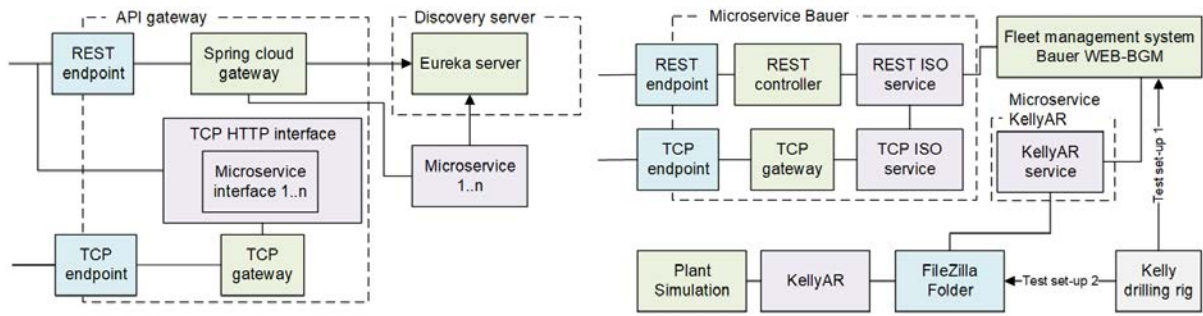 API gateway
REST
endpoint
Spring cloud
gateway
Discovery server
Eureka server
TCP HTTP interface
Microservice
interface 1..n
Microservice
1..n
TCP
endpoint
TCP
gateway
Microservice Bauer
REST
endpoint
REST
controller
REST ISO
service
Fleet management system
Bauer WEB-BGM
TCP
endpoint
TCP
gateway
TCP ISO
service
Microservice
KellyAR
KellyAR
service
Test set-up 1
Plant
Simulation
KellyAR
FileZilla
Folder
Test set-up 2
Kelly
drilling rig